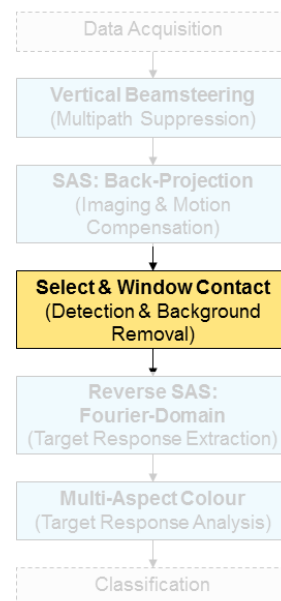 Data Acquisition
Vertical Beamsteering
(Multipath Suppression)
SAS: Back-Projection
(Imaging & Motion
Compensation)
Select & Window Contact
(Detection & Background
Removal)
Reverse SAS:
Fourier-Domain
(Target Response Extraction)
Multi-Aspect Colour
(Target Response Analysis)
Classification